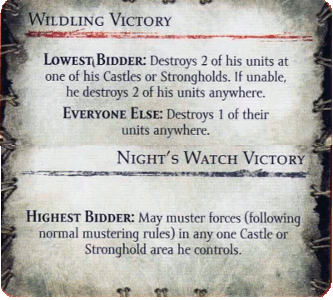 WILDLING VICTORY
LOWEST BIDDER: Destroys 2 of his units at
one of his Castles or Strongholds. If unable,
he destroys 2 of his units anywhere.
EVERYONE ELSE: Destroys 1 of their
units anywhere.
NIGHT'S WATCH VICTORY
HIGHEST BIDDER: May muster forces (following
normal mustering rules) in any one Castle or
Stronghold area he controls.